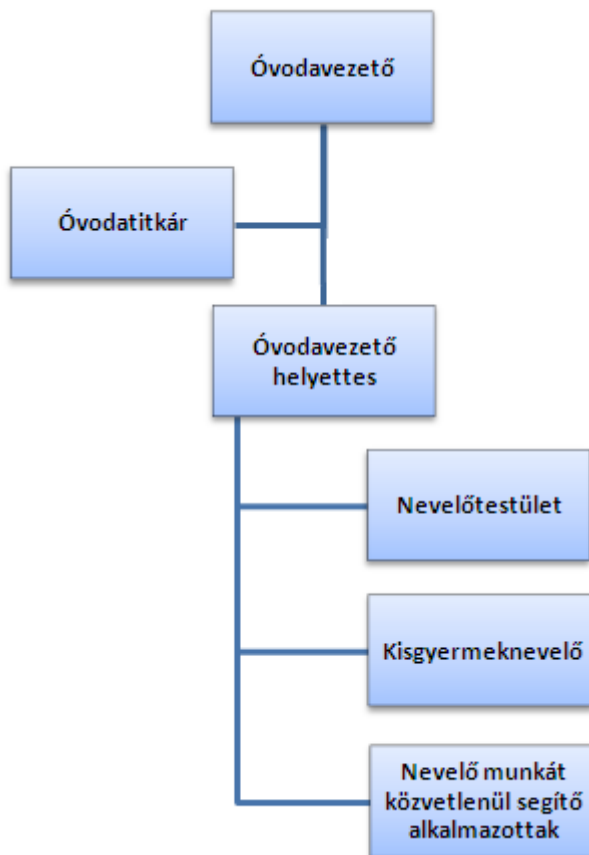 Óvodavezető
Óvodatitkár
Óvodavezető
helyettes
Nevelőtestület
Kisgyermeknevelő
Nevelő munkát
közvetlenül segítő
alkalmazottak